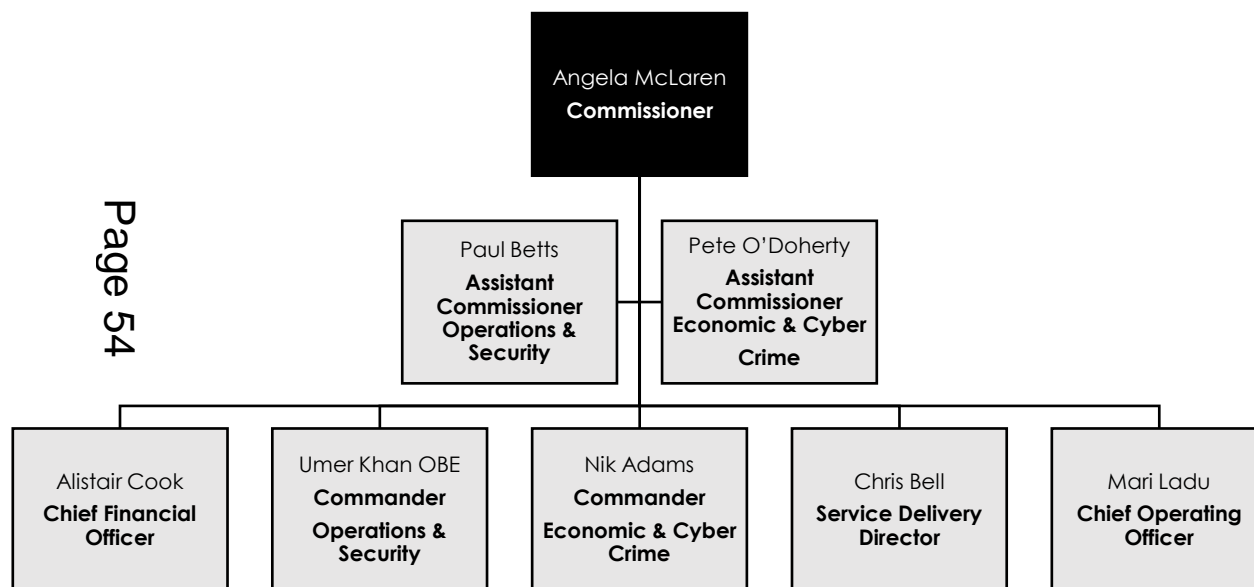 Angela McLaren
Commissioner
Page 54
Paul Betts
Assistant
Commissioner
Operations &
Security
Pete O’Doherty
Assistant
Commissioner
Economic & Cyber
Crime
Alistair Cook
Chief Financial
Officer
Umer Khan OBE
Commander
Operations &
Security
Nik Adams
Commander
Economic & Cyber
Crime
Chris Bell
Service Delivery
Director
Mari Ladu
Chief Operating
Officer